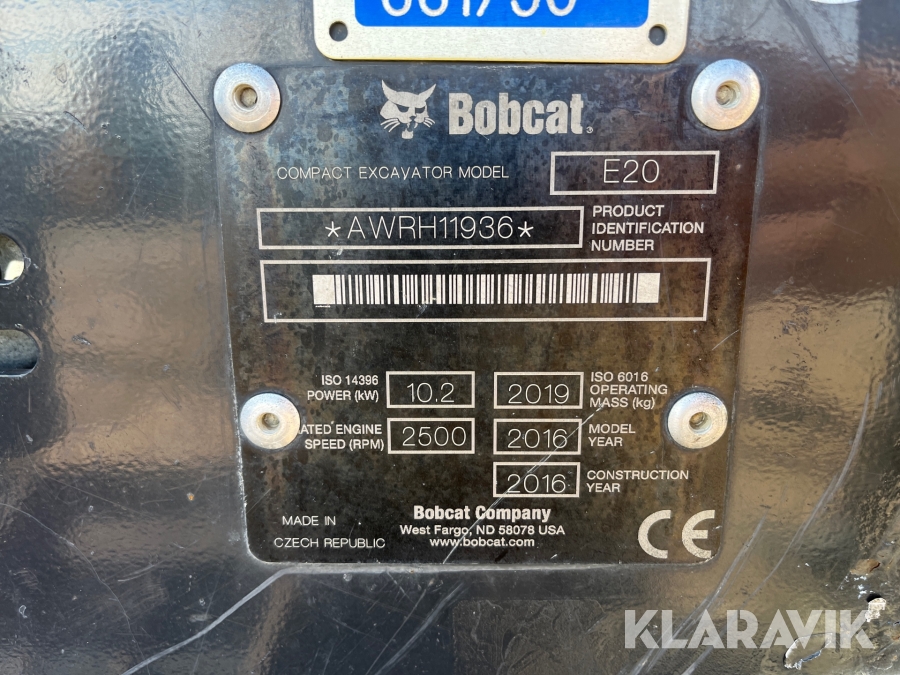 Bobcat®
COMPACT EXCAVATOR MODEL E20
*AWRH11936* PRODUCT IDENTIFICATION NUMBER
ISO 14396 POWER (kW) 10.2
2019 ISO 6016 OPERATING MASS (kg)
ATED ENGINE SPEED (RPM) 2500
2016 MODEL YEAR
2016 CONSTRUCTION YEAR
Bobcat Company
West Fargo, ND 58078 USA
www.bobcat.com
MADE IN
CZECH REPUBLIC
CE
KLARAVIK